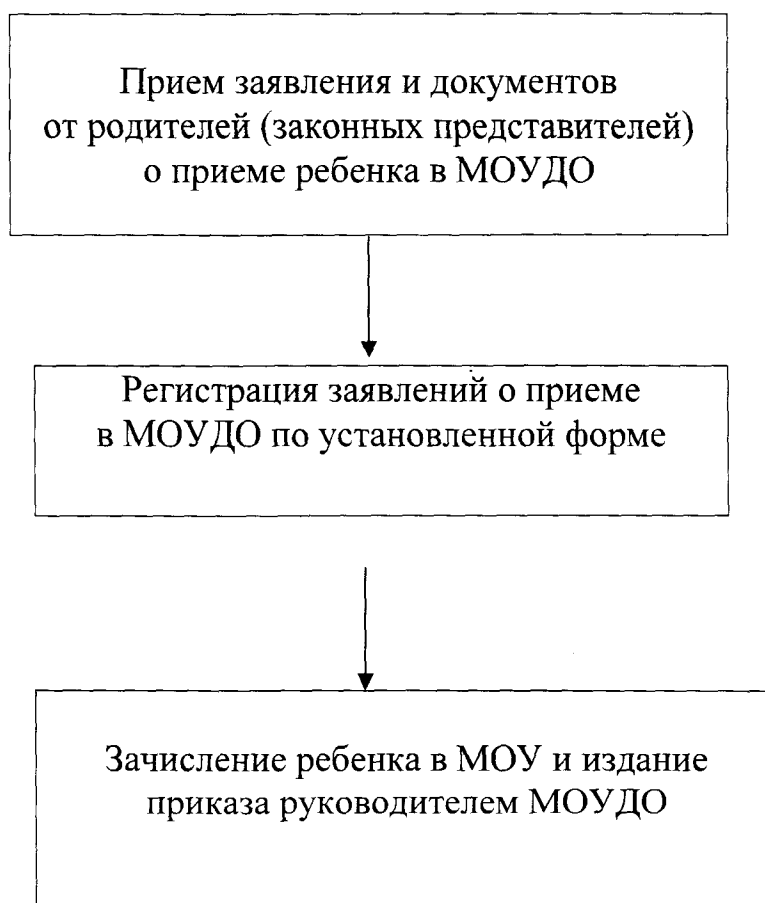 Прием заявления и документов
от родителей (законных представителей)
о приеме ребенка в МОУДО
Регистрация заявлений о приеме
в МОУДО по установленной форме
Зачисление ребенка в МОУ и издание
приказа руководителем МОУДО